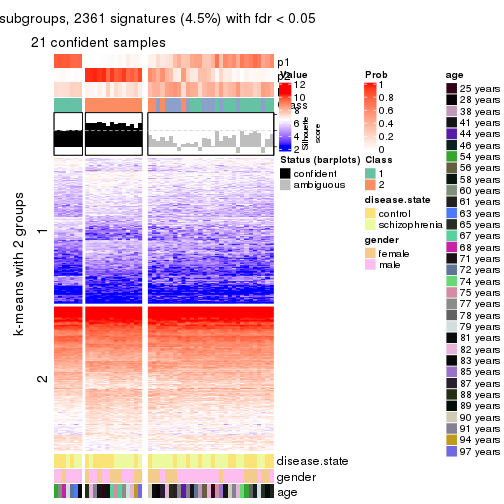 subgroups, 2361 signatures (4.5%) with fdr < 0.05
21 confident samples
p1
p2
Class
Value
12
10
8
6
4
2
Silhouette
score
Prob
1
0.8
0.6
0.4
0.2
0
Status (barplots)
confident
ambiguous
Class
1
2
disease.state
control
schizophrenia
gender
female
male
age
25 years
28 years
38 years
41 years
44 years
46 years
54 years
56 years
58 years
60 years
61 years
63 years
65 years
67 years
68 years
71 years
72 years
74 years
75 years
77 years
78 years
79 years
81 years
82 years
83 years
85 years
87 years
88 years
89 years
90 years
91 years
94 years
97 years
k-means with 2 groups
1
2
disease.state
gender
age